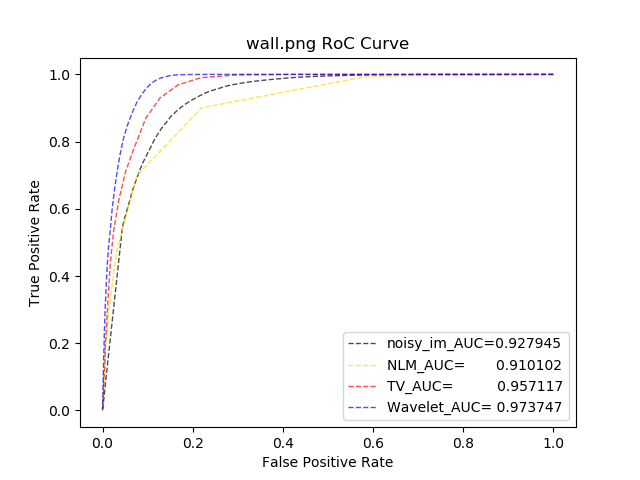 wall.png RoC Curve
True Positive Rate
1.0
0.8
0.6
0.4
0.2
0.0
noisy_im_AUC=0.927945
NLM_AUC= 0.910102
TV_AUC= 0.957117
Wavelet_AUC= 0.973747
0.0 0.2 0.4 0.6 0.8 1.0
False Positive Rate